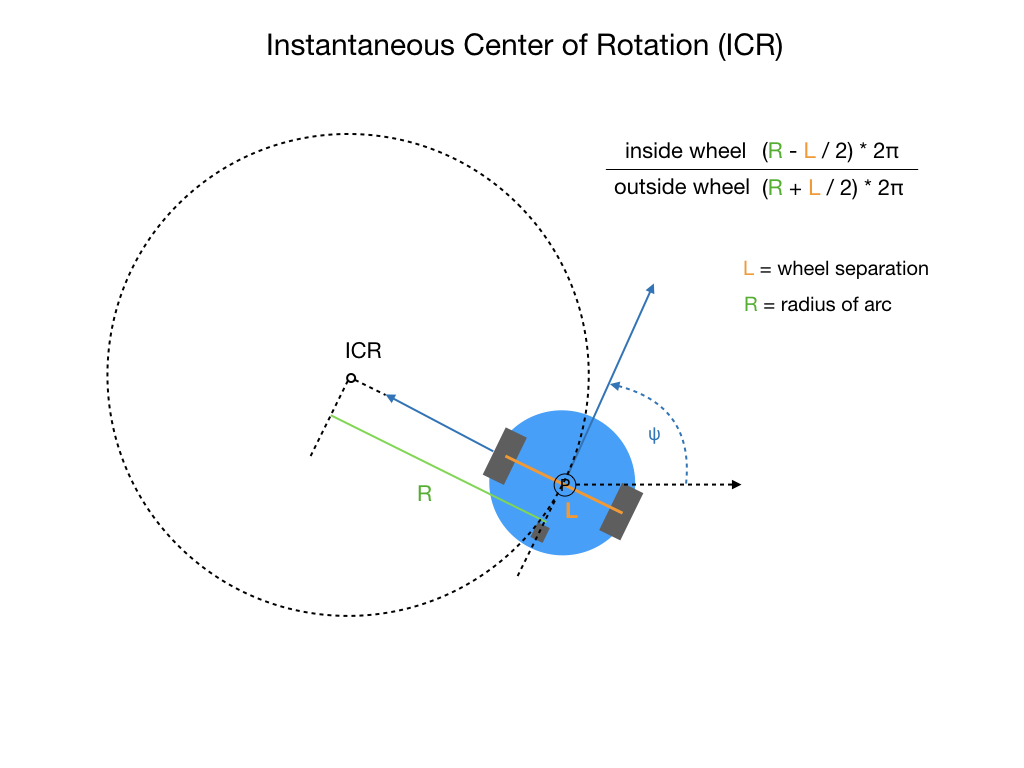 Instantaneous Center of Rotation (ICR)
inside wheel (R - L / 2) * 2π
outside wheel (R + L / 2) * 2π
L = wheel separation
R = radius of arc
ICR
ψ
R
P
L